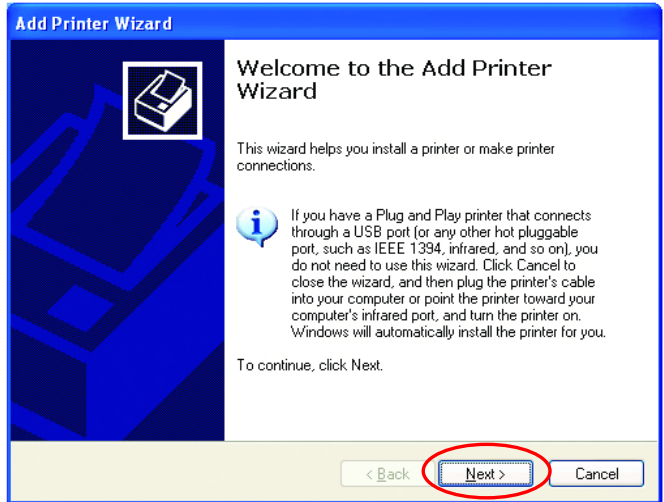 Add Printer Wizard
Welcome to the Add Printer
Wizard
This wizard helps you install a printer or make printer
connections.
If you have a Plug and Play printer that connects
through a USB port (or any other hot pluggable
port, such as IEEE 1394, infrared, and so on), you
do not need to use this wizard. Click Cancel to
close the wizard, and then plug the printer's cable
into your computer or point the printer toward your
computer's infrared port, and turn the printer on.
Windows will automatically install the printer for you.
To continue, click Next.
< Back Next > Cancel